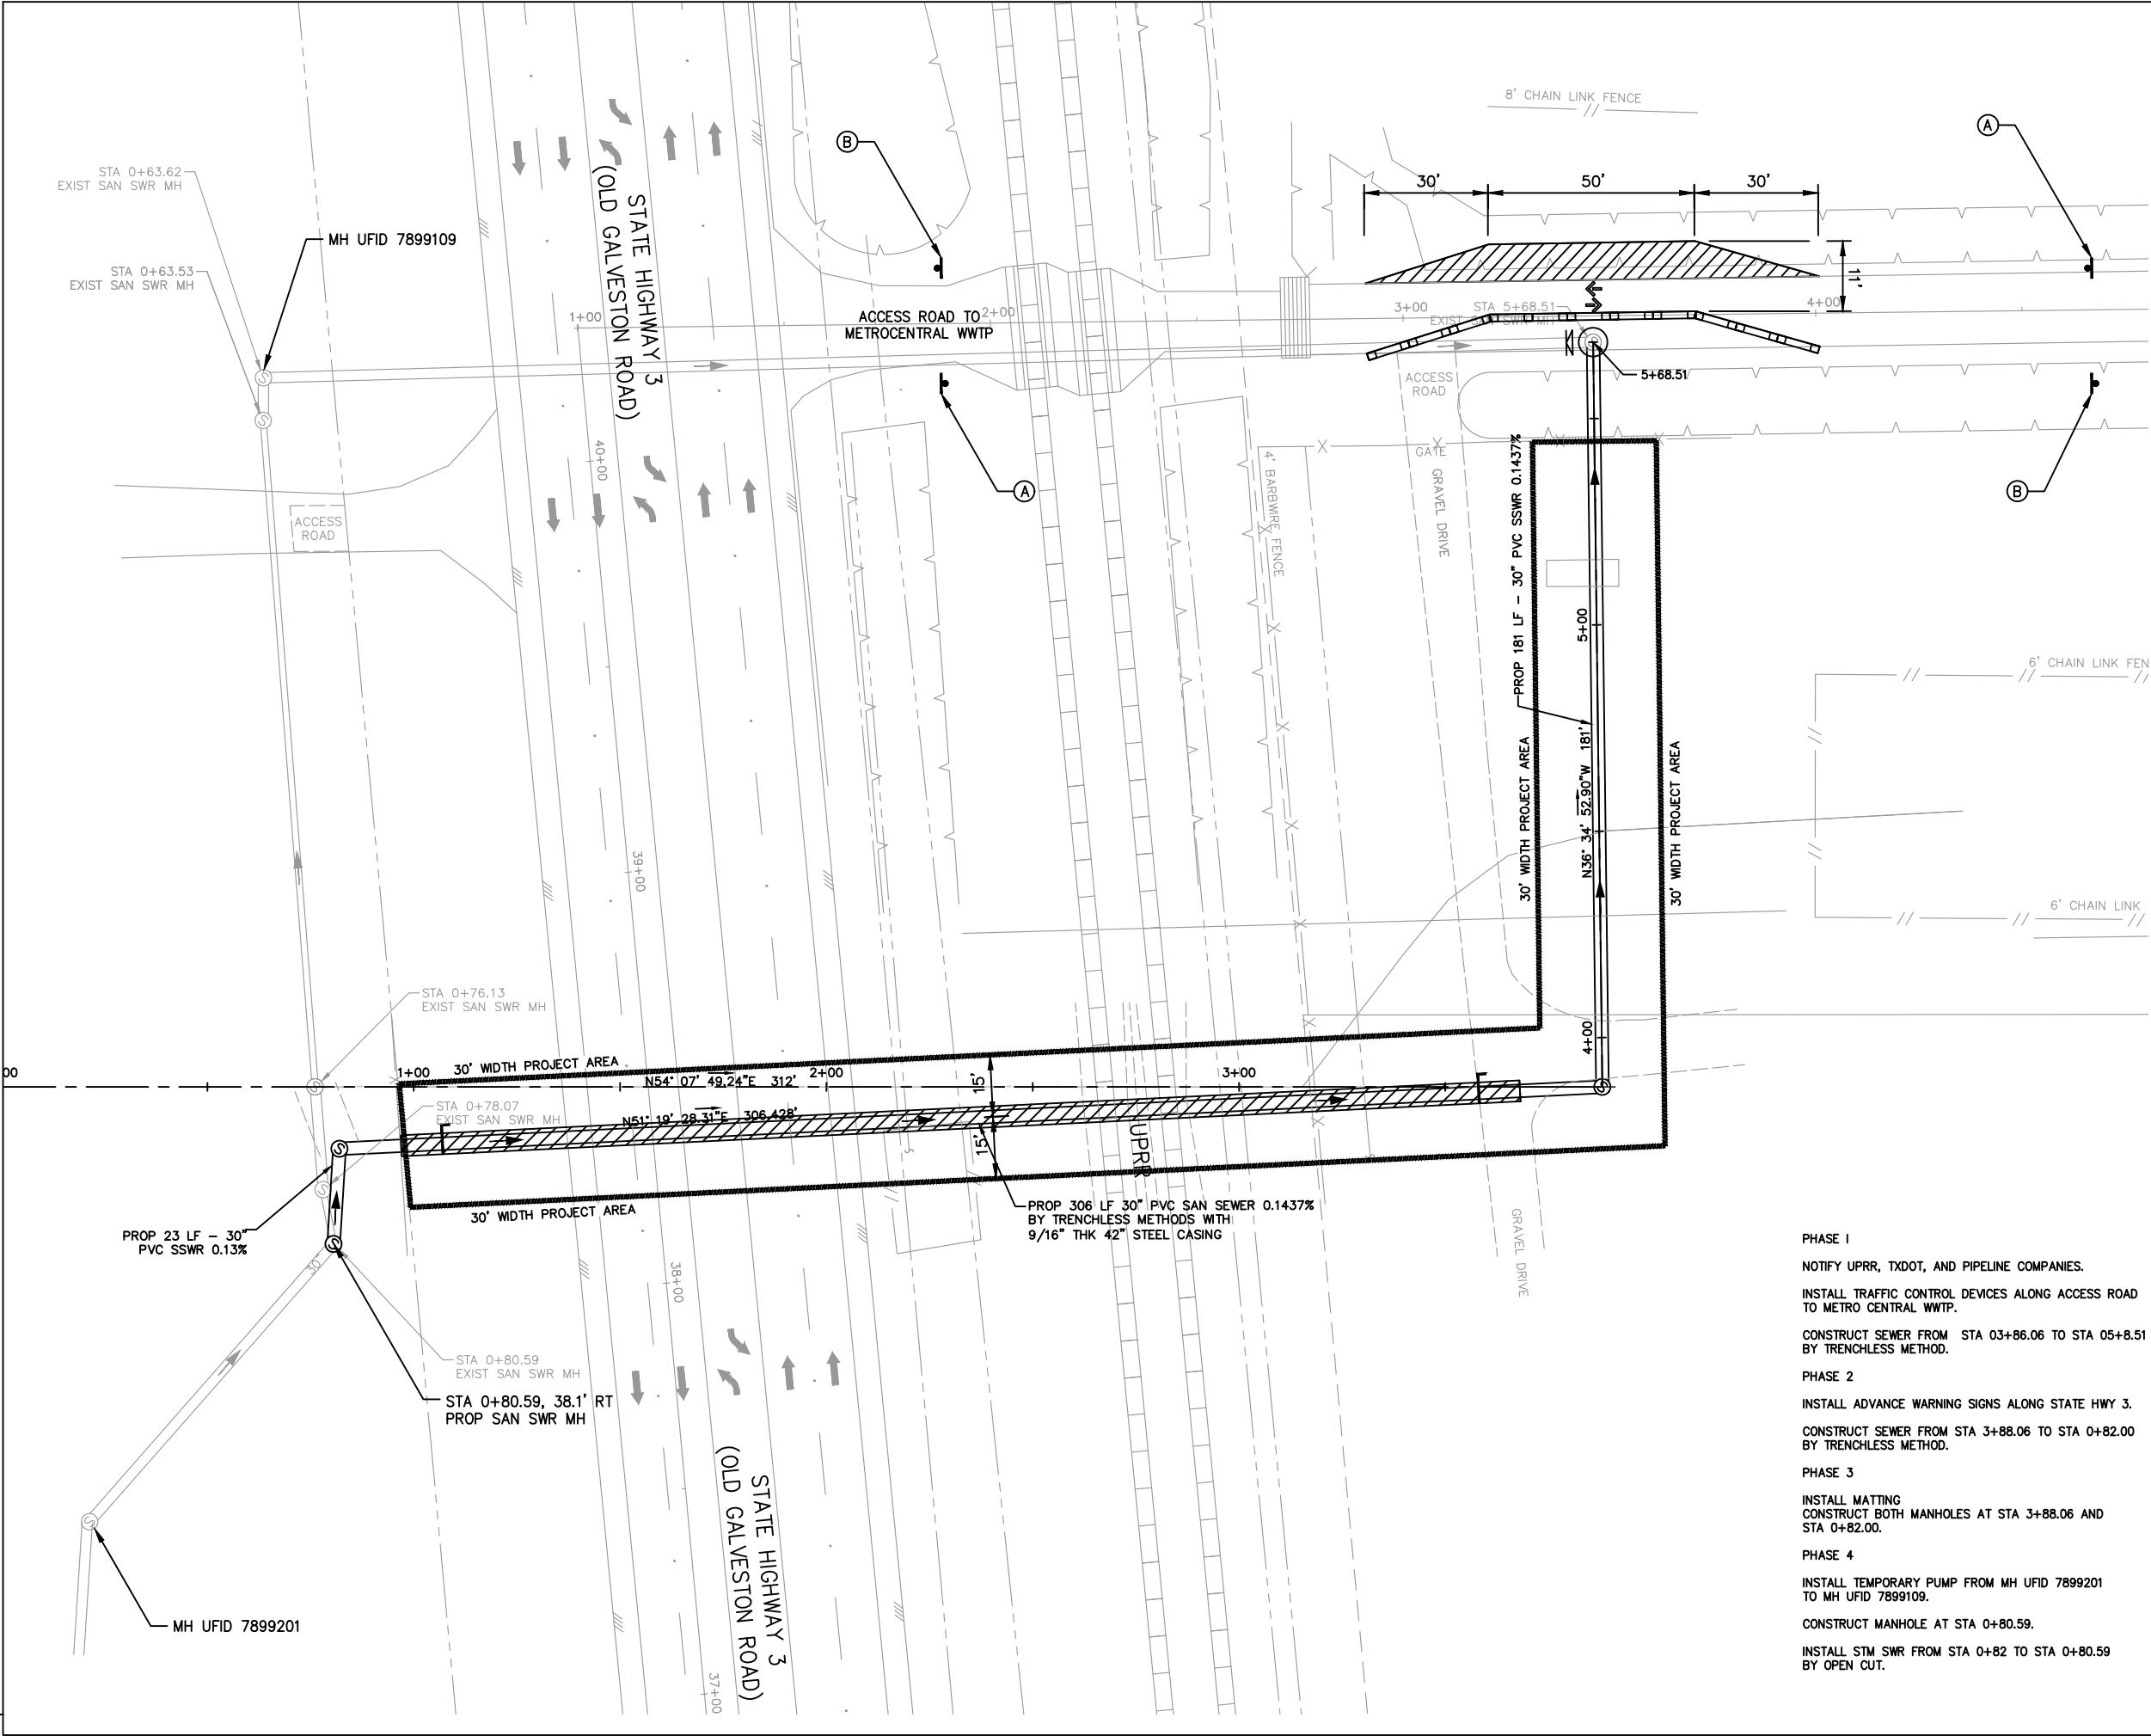 8' CHAIN LINK FENCE
A
B
STA 0+63.62
EXIST SAN SWR MH
30'
50'
30'
MH UFID 7899109
STA 0+63.53
EXIST SAN SWR MH
STATE HIGHWAY 3
(OLD GALVESTON ROAD)
11'
1+00
2+00
3+00
4+00
ACCESS ROAD TO
METROCENTRAL WWTP
STA 5+68.51
EXIST SAN SWR MH
5+68.51
ACCESS
ROAD
40+00
GATE
A
B
4' BARBWIRE FENCE
GRAVEL DRIVE
ACCESS
ROAD
PROP 181 LF - 30" PVC SSWR 0.1437%
5+00
6' CHAIN LINK FEN
N36° 34' 52.90"W 181'
30' WIDTH PROJECT AREA
30' WIDTH PROJECT AREA
39+00
6' CHAIN LINK
STA 0+76.13
EXIST SAN SWR MH
4+00
00
1+00
30' WIDTH PROJECT AREA
N54° 07' 49.24"E 312'
2+00
15'
3+00
STA 0+78.07
EXIST SAN SWR MH
N51° 19' 28.31"E 306.428'
15'
UPRR
30' WIDTH PROJECT AREA
PROP 306 LF 30" PVC SAN SEWER 0.1437%
BY TRENCHLESS METHODS WITH
9/16" THK 42" STEEL CASING
PROP 23 LF - 30"
PVC SSWR 0.13%
30"
38+00
GRAVEL DRIVE
STA 0+80.59
EXIST SAN SWR MH
STA 0+80.59, 38.1' RT
PROP SAN SWR MH
STATE HIGHWAY 3
(OLD GALVESTON ROAD)
37+00
MH UFID 7899201
PHASE I
NOTIFY UPRR, TXDOT, AND PIPELINE COMPANIES.
INSTALL TRAFFIC CONTROL DEVICES ALONG ACCESS ROAD
TO METRO CENTRAL WWTP.
CONSTRUCT SEWER FROM STA 03+86.06 TO STA 05+8.51
BY TRENCHLESS METHOD.
PHASE 2
INSTALL ADVANCE WARNING SIGNS ALONG STATE HWY 3.
CONSTRUCT SEWER FROM STA 3+88.06 TO STA 0+82.00
BY TRENCHLESS METHOD.
PHASE 3
INSTALL MATTING
CONSTRUCT BOTH MANHOLES AT STA 3+88.06 AND
STA 0+82.00.
PHASE 4
INSTALL TEMPORARY PUMP FROM MH UFID 7899201
TO MH UFID 7899109.
CONSTRUCT MANHOLE AT STA 0+80.59.
INSTALL STM SWR FROM STA 0+82 TO STA 0+80.59
BY OPEN CUT.